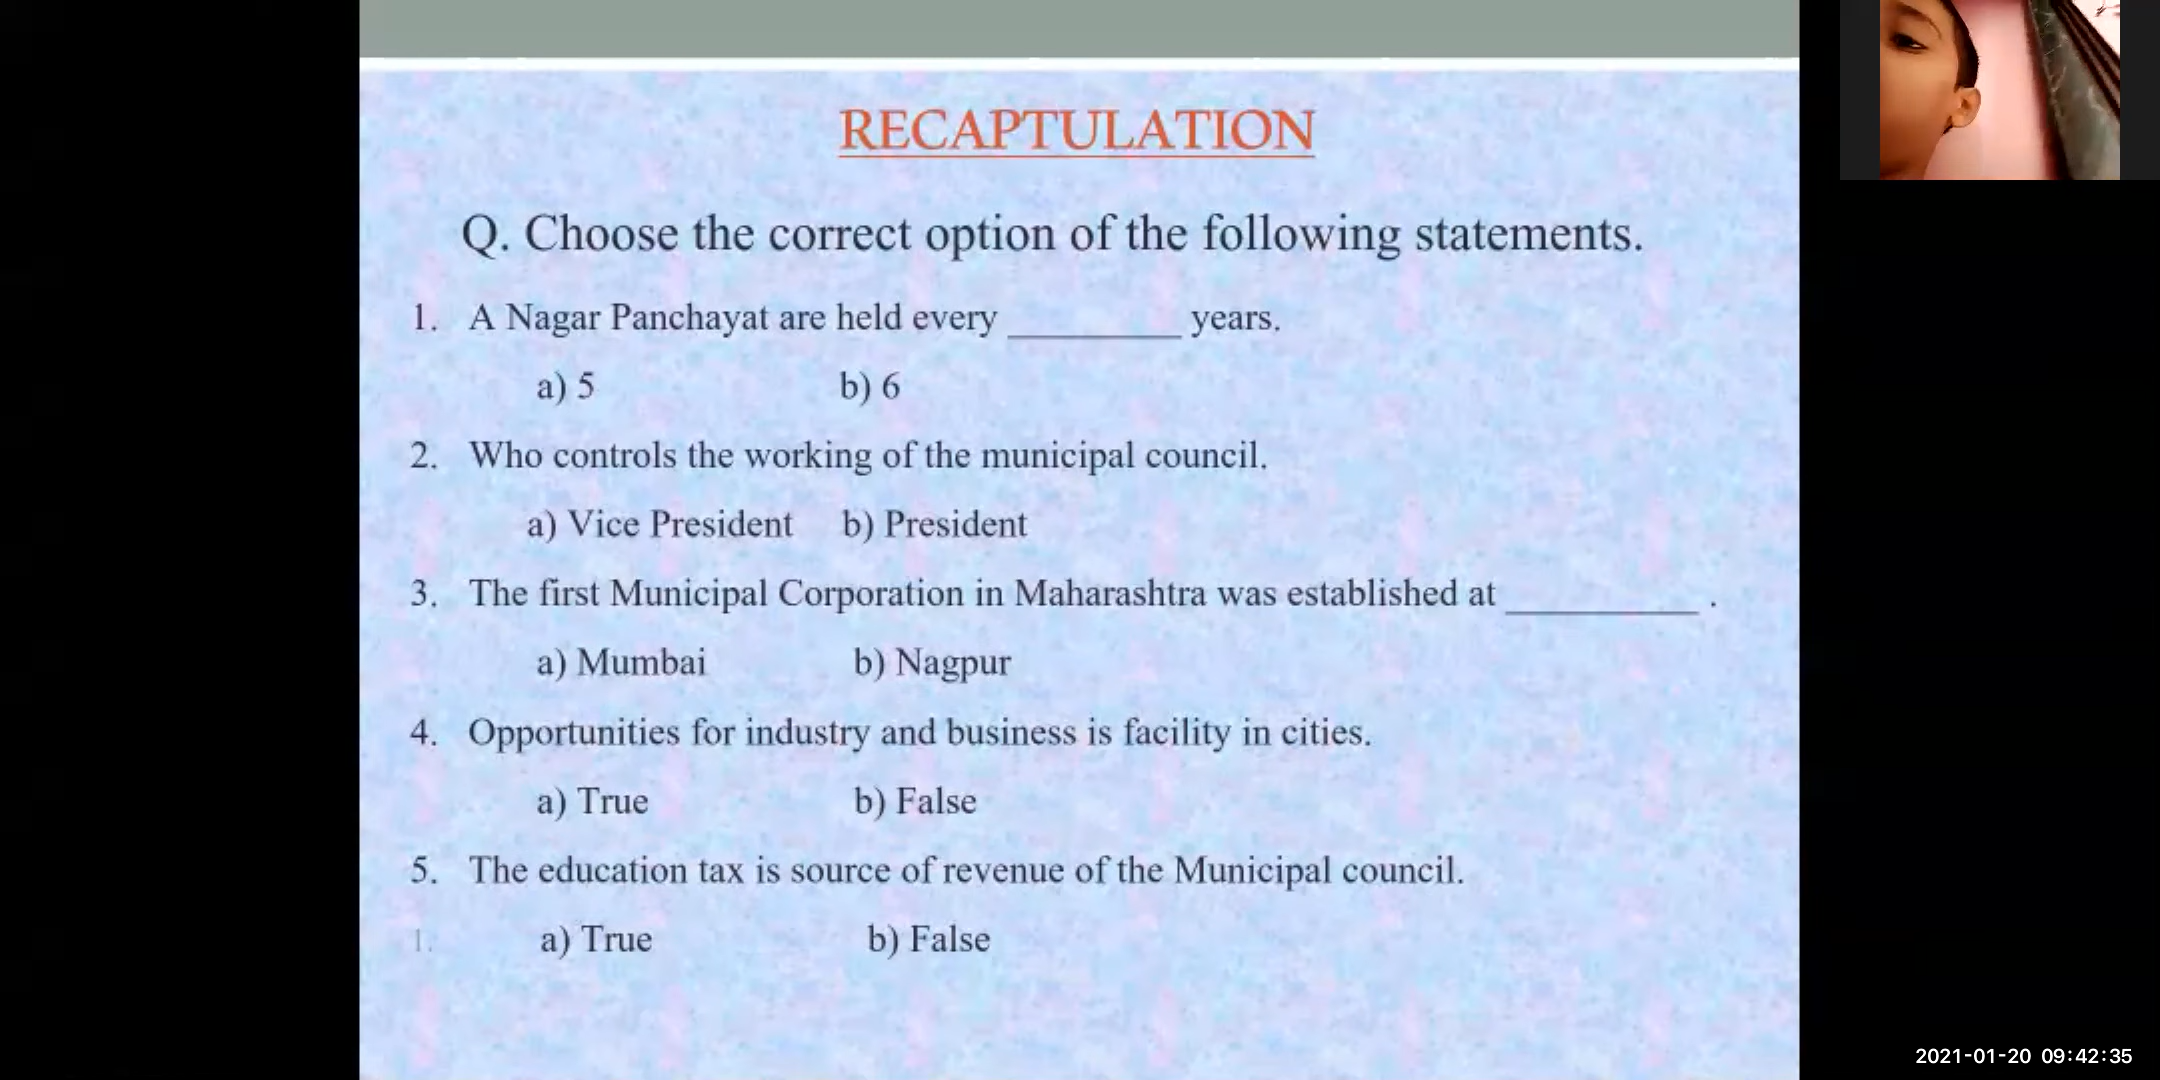 RECAPTULATION
Q. Choose the correct option of the following statements.
1. A Nagar Panchayat are held every _________ years.
a) 5 b) 6
2. Who controls the working of the municipal council.
a) Vice President b) President
3. The first Municipal Corporation in Maharashtra was established at __________ .
a) Mumbai b) Nagpur
4. Opportunities for industry and business is facility in cities.
a) True b) False
5. The education tax is source of revenue of the Municipal council.
1. a) True b) False
2021-01-20 09:42:35